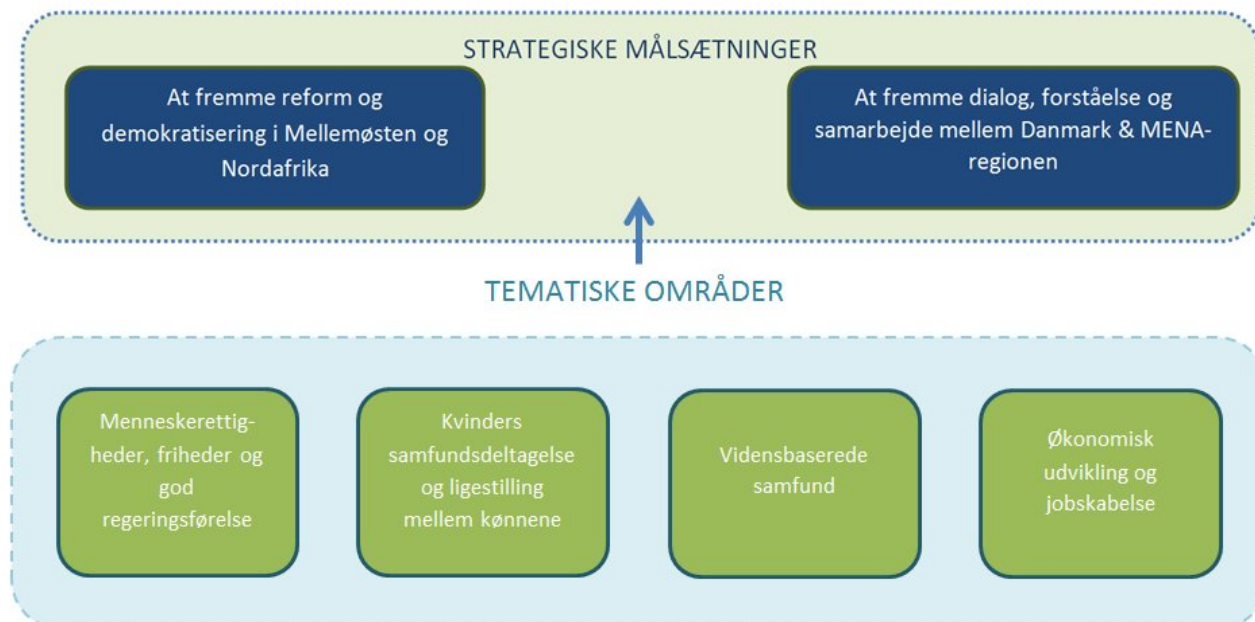 STRATEGISKE MÅLSÆTNINGER
At fremme reform og
demokratisering i Mellemøsten og
Nordafrika
At fremme dialog, forståelse og
samarbejde mellem Danmark & MENA-
regionen
TEMATISKE OMRÅDER
Menneskerettig-
heder, friheder og
god
regeringsførelse
Kvinders
samfundsdeltagelse
og ligestilling
mellem kønnene
Vidensbaserede
samfund
Økonomisk
udvikling og
jobskabelse